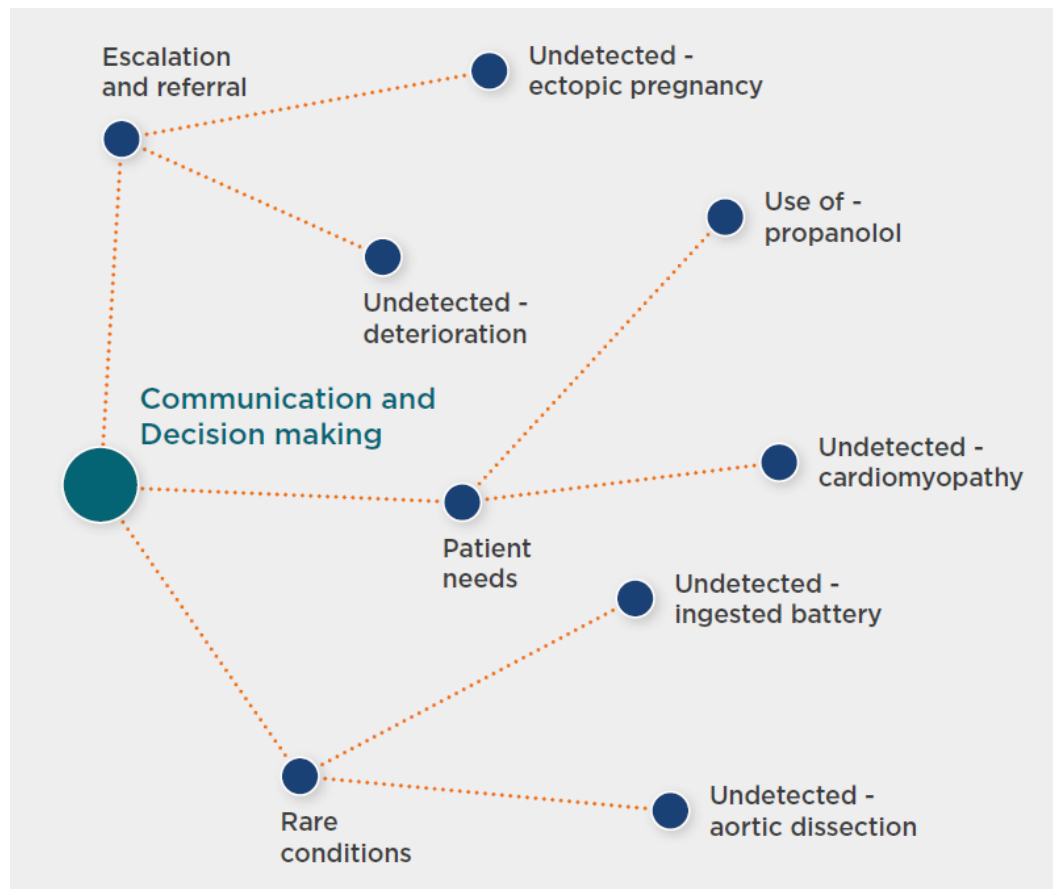 Escalation
and referral
Undetected -
ectopic pregnancy
Use of -
propanolol
Undetected -
deterioration
Communication and
Decision making
Undetected -
cardiomyopathy
Patient
needs
Undetected -
ingested battery
Rare
conditions
Undetected -
aortic dissection